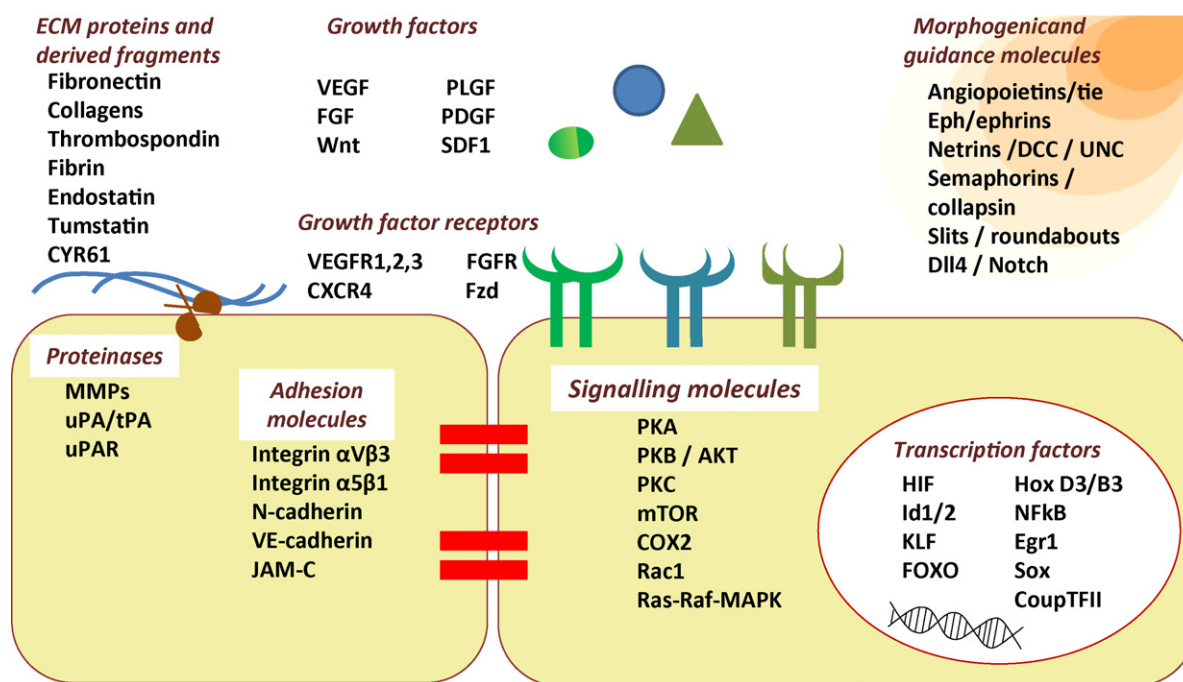 ECM proteins and
derived fragments
Fibronectin
Collagens
Thrombospondin
Fibrin
Endostatin
Tumstatin
CYR61
Growth factors
VEGF PLGF
FGF PDGF
Wnt SDF1
Morphogenicand
guidance molecules
Angiopoietins/tie
Eph/ephrins
Netrins /DCC / UNC
Semaphorins /
collapsin
Slits / roundabouts
Dll4 / Notch
Growth factor receptors
VEGFR1,2,3 FGFR
CXCR4 Fzd
Proteinases
MMPs
uPA/tPA
uPAR
Adhesion
molecules
Integrin αVβ3
Integrin α5β1
N-cadherin
VE-cadherin
JAM-C
Signalling molecules
PKA
PKB / AKT
PKC
mTOR
COX2
Rac1
Ras-Raf-MAPK
Transcription factors
HIF Hox D3/B3
Id1/2 NFkB
KLF Egr1
FOXO Sox
CoupTFII